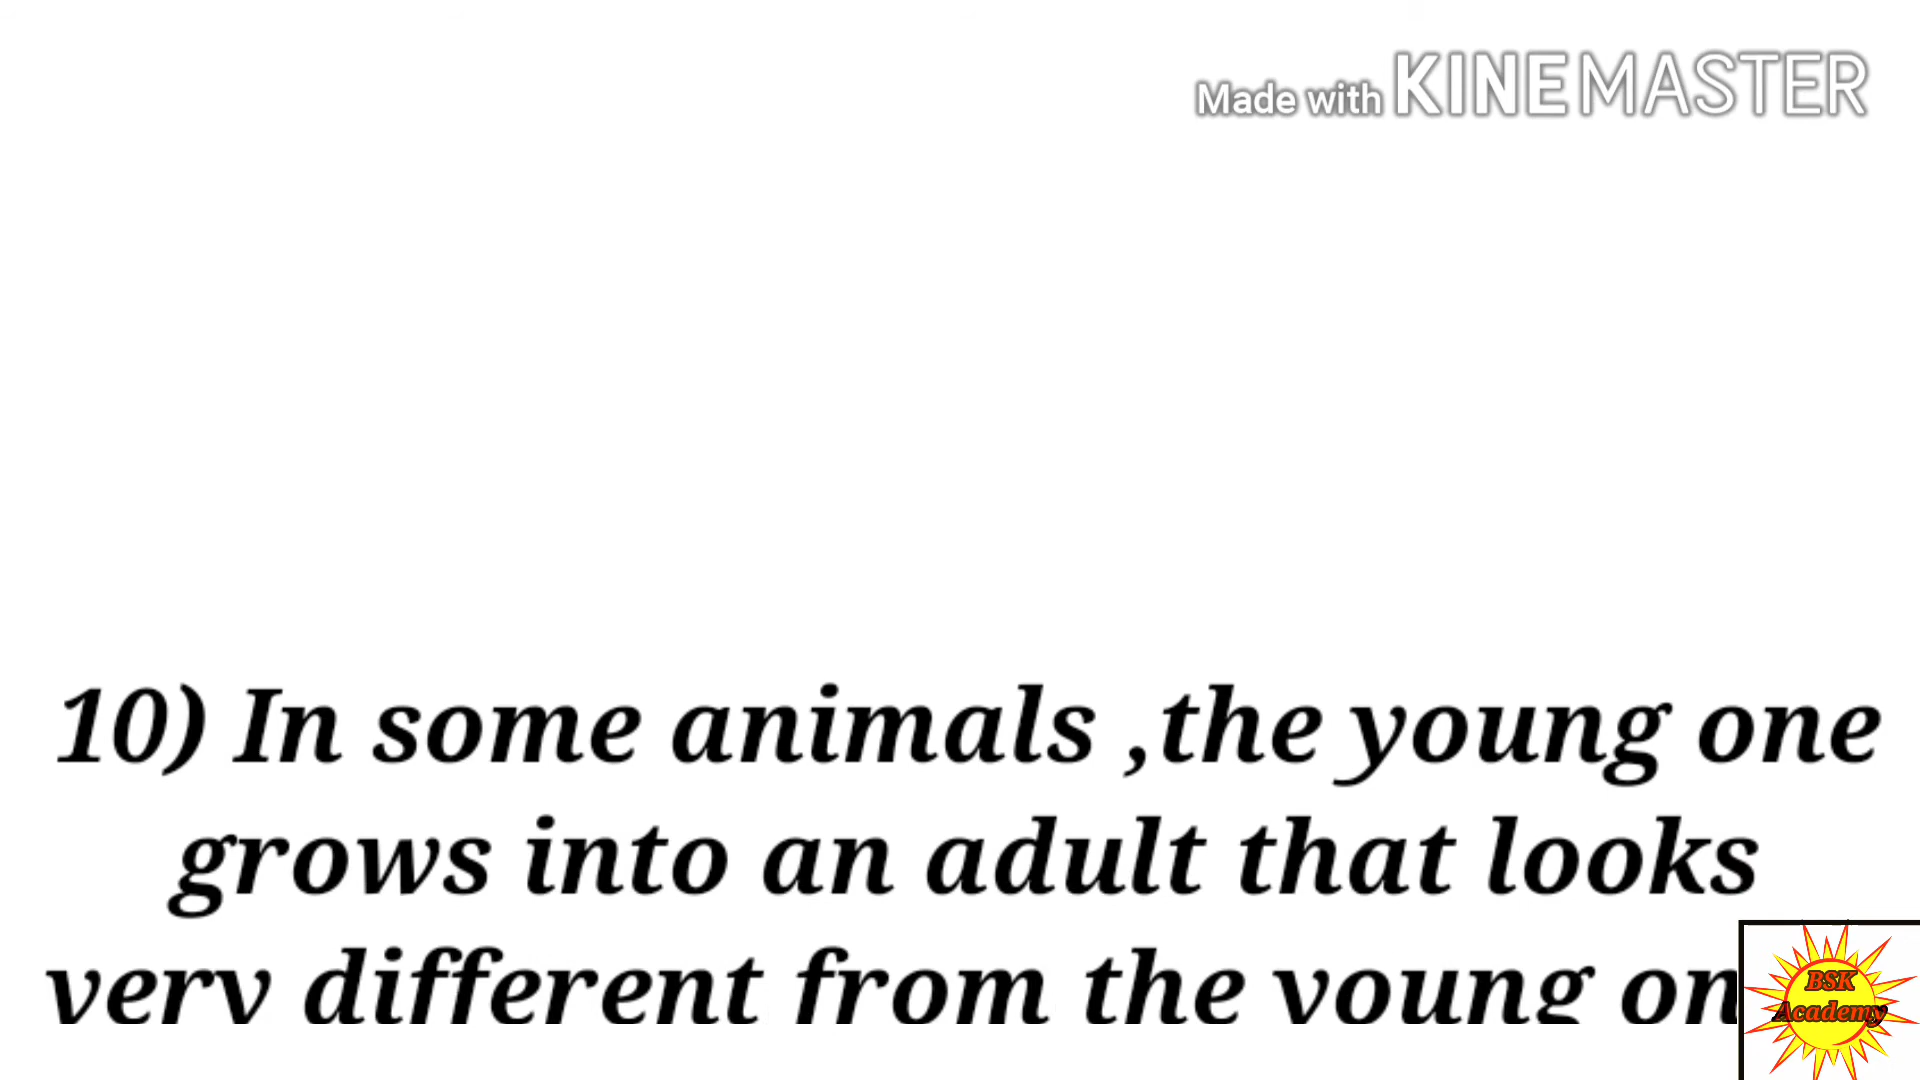 Made with KINEMASTER
10) In some animals ,the young one
grows into an adult that looks
very different from the young
BSK
Academy